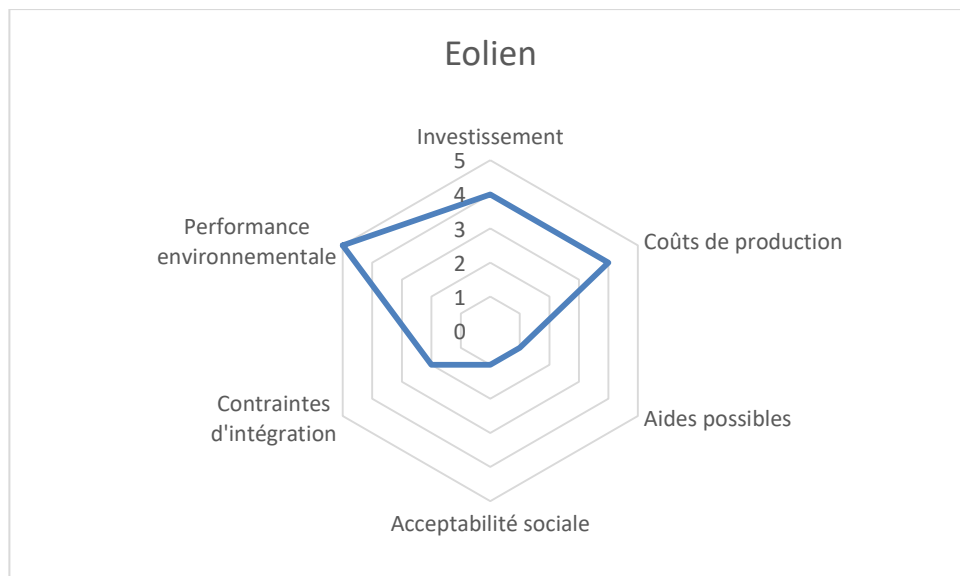 Eolien
Investissement
5
4
3
2
1
0
Performance
environnementale
Coûts de production
Contraintes
d'intégration
Aides possibles
Acceptabilité sociale